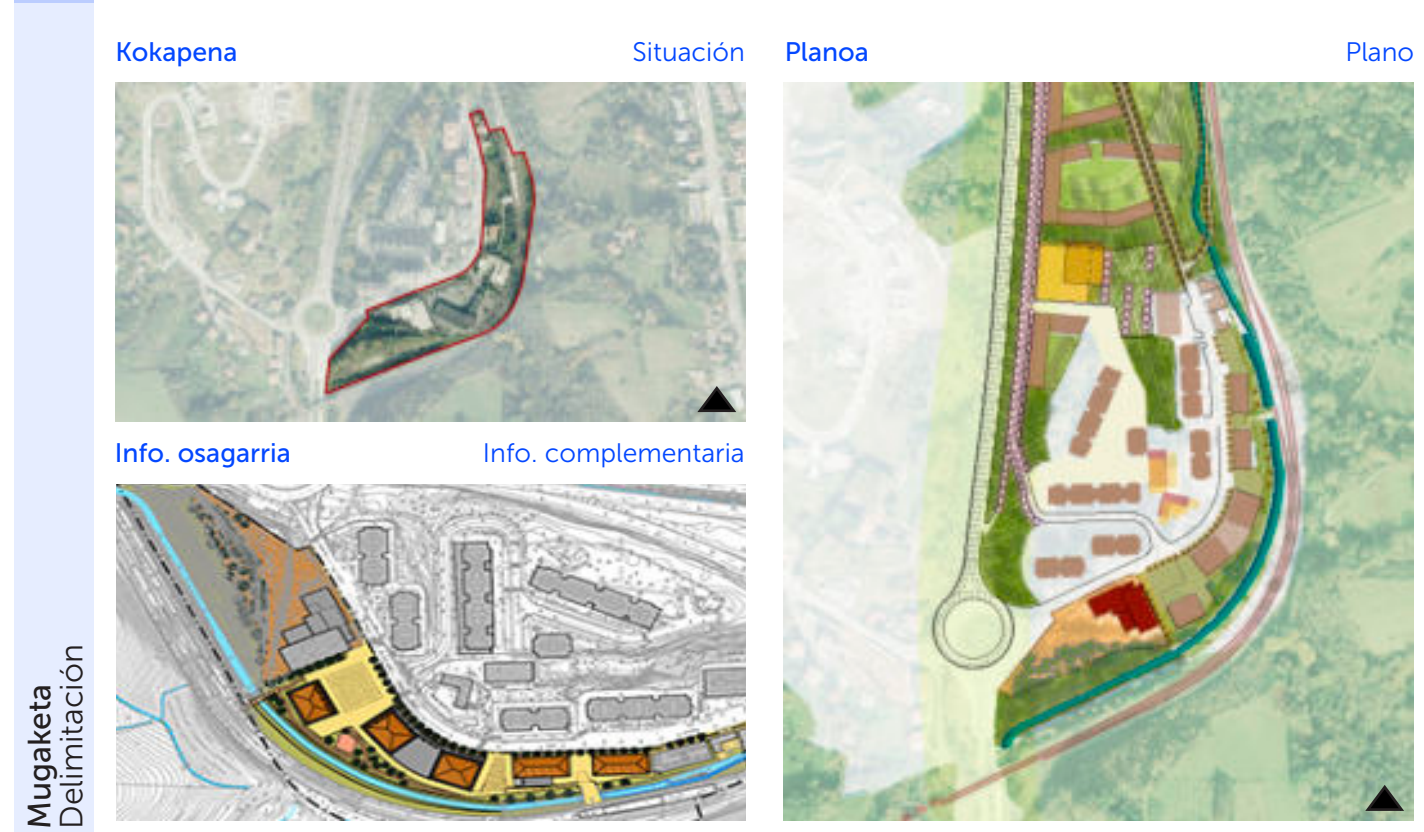 Kokapena
Situación
Planoa
Plano
Info. osagarria
Info. complementaria
Mugaketa
Delimitación